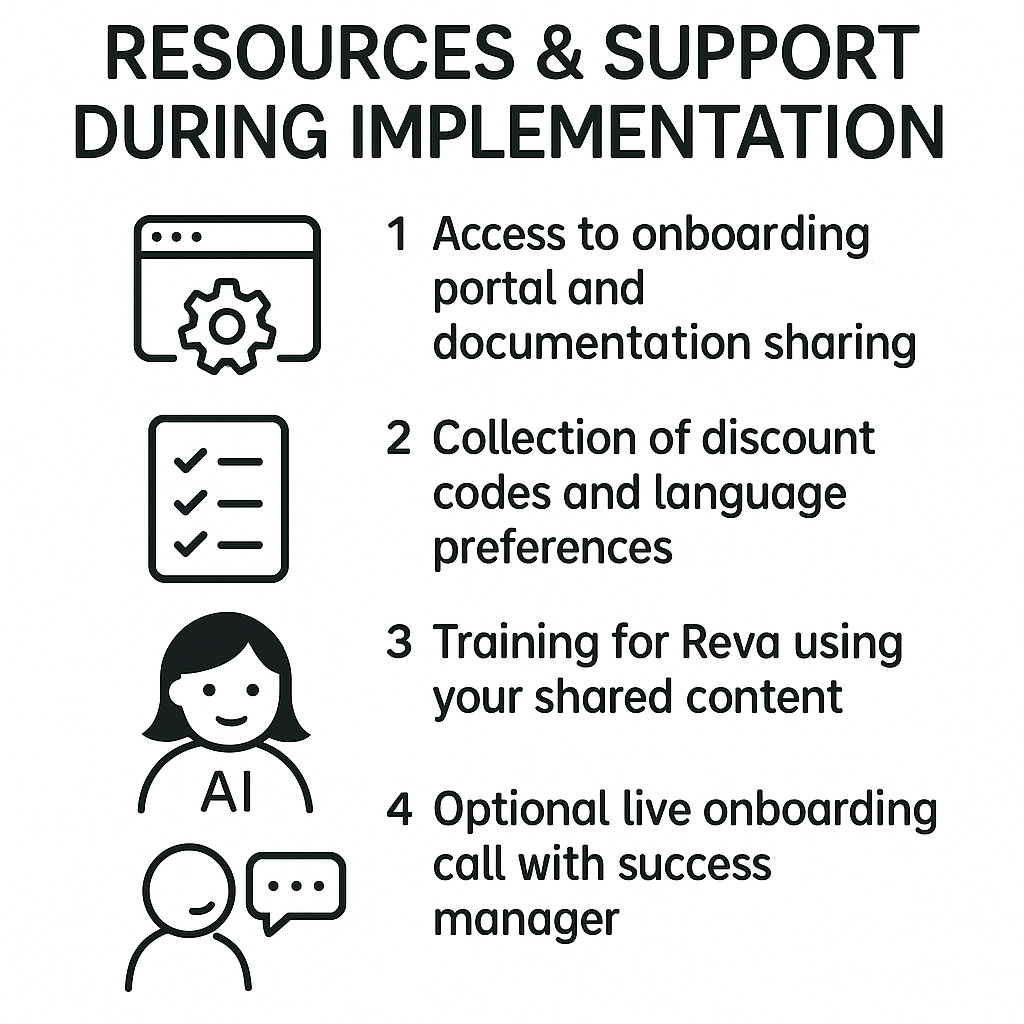 RESOURCES & SUPPORT
DURING IMPLEMENTATION
1 Access to onboarding
portal and
documentation sharing
2 Collection of discount
codes and language
preferences
3 Training for Reva using
your shared content
AI
4 Optional live onboarding
call with success
manager